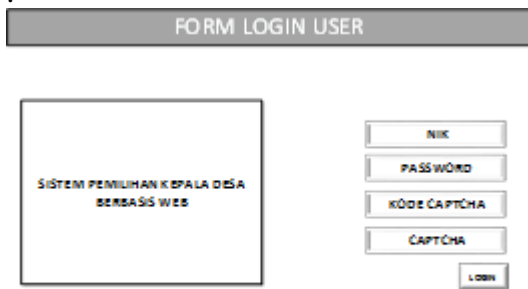 FORM LOGIN USER
SISTEM PEMILIHAN KEPALA DESA
BERBASIS WEB
NIK
PASSWORD
KODE CAPTCHA
CAPTCHA
LOGIN